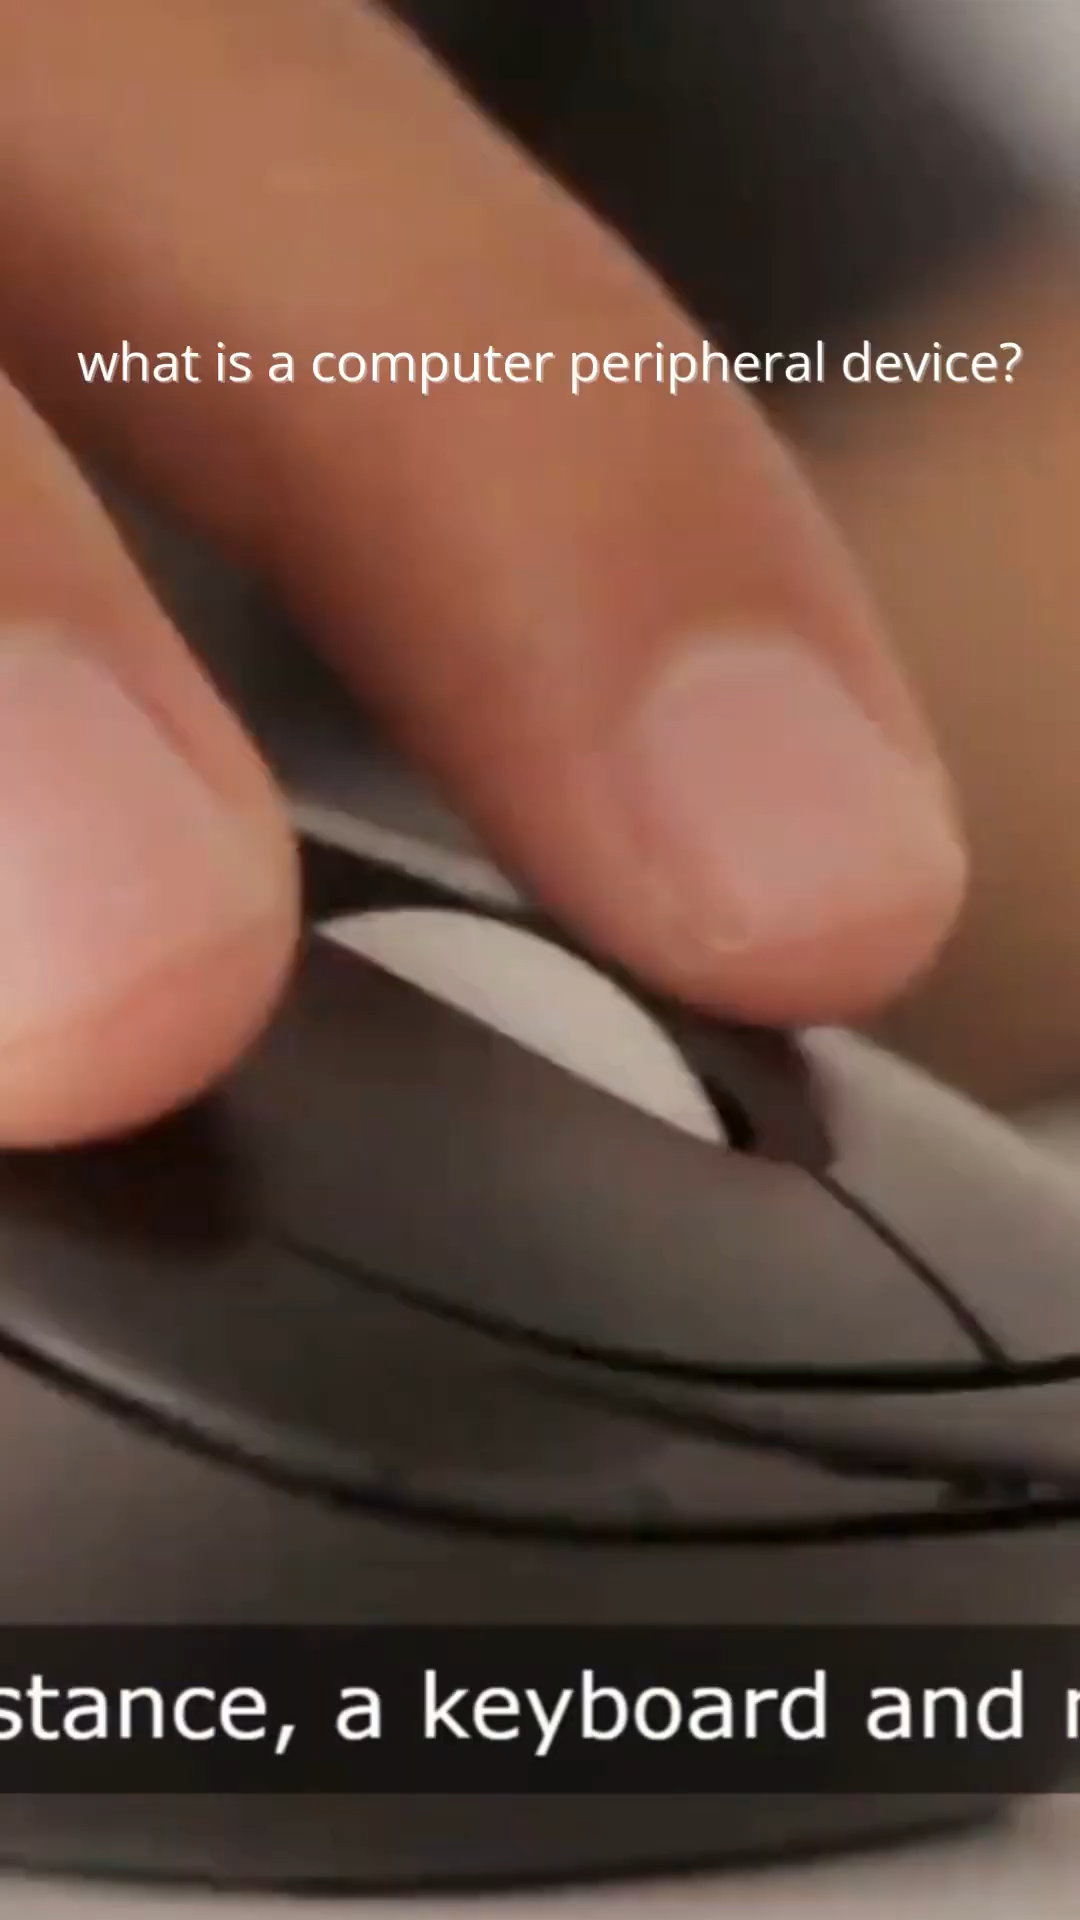 what is a computer peripheral device?
stance, a keyboard and